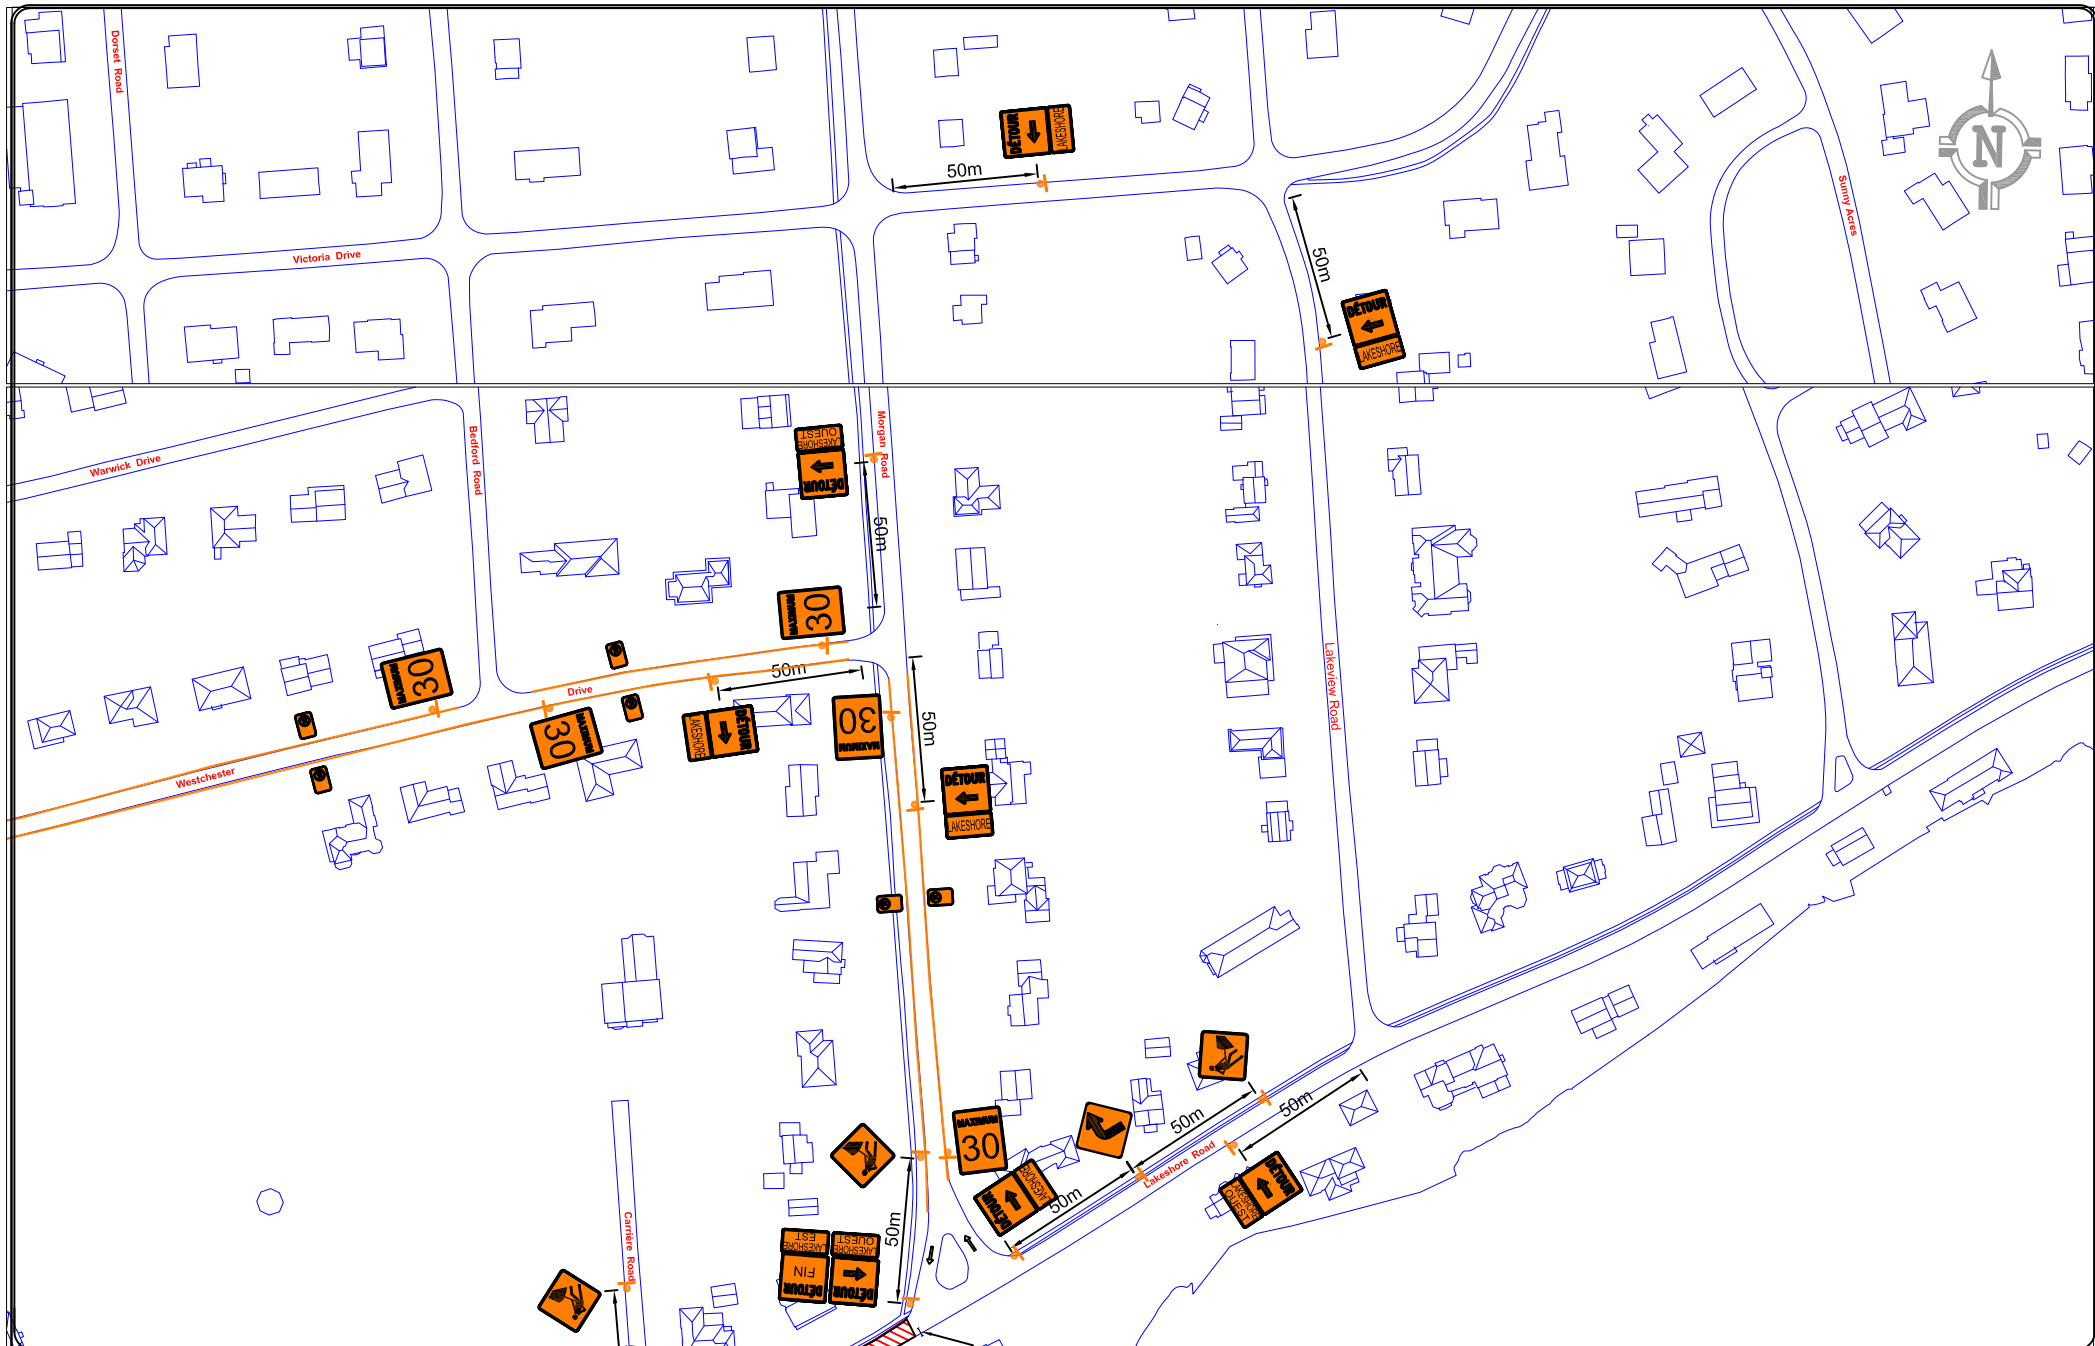 Dorset Road
DÉTOUR
LAKESHORE
50m
N
Sunny Acres
Victoria Drive
50m
DÉTOUR
LAKESHORE
Morgan Road
LAKESHORE
OUEST
DÉTOUR
Bedford Road
Warwick Drive
50m
MAXIMUM
30
MAXIMUM
30
Lakeview Road
50m
Drive
MAXIMUM
30
LAKESHORE
DÉTOUR
MAXIMUM
30
50m
Westchester
DÉTOUR
LAKESHORE
MAXIMUM
30
50m
50m
Lakeshore Road
DÉTOUR
LAKESHORE
50m
DÉTOUR
LAKESHORE
OUEST
50m
Carrière Road
LAKESHORE
EST
FIN
DÉTOUR
LAKESHORE
OUEST
DÉTOUR